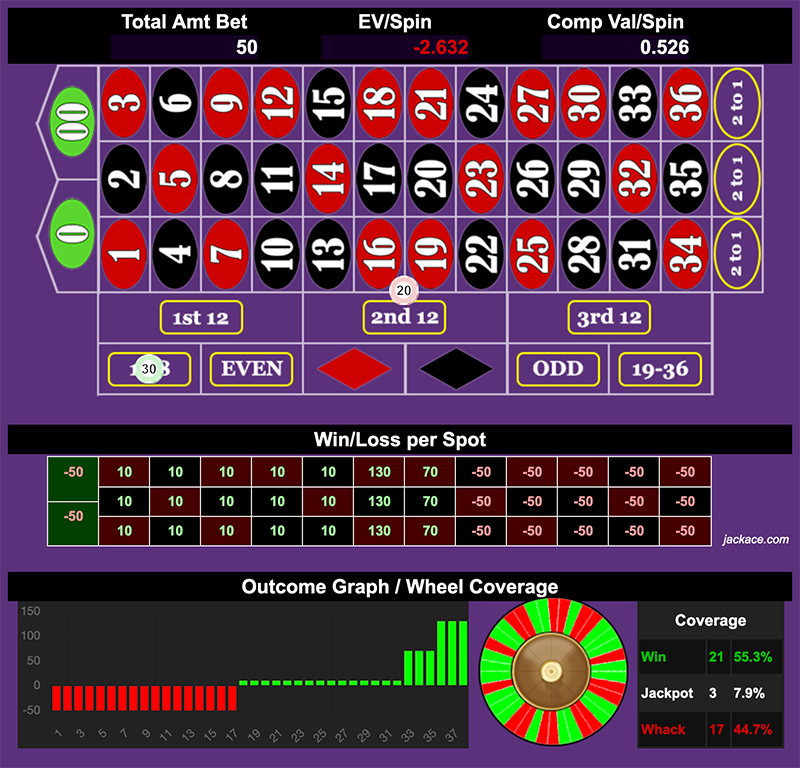 Total Amt Bet EV/Spin Comp Val/Spin
50 -2.632 0.526
00 3 6 9 12 15 18 21 24 27 30 33 36 2 to 1
2 5 8 11 14 17 20 23 26 29 32 35 2 to 1
0 1 4 7 10 13 16 19 22 25 28 31 34 2 to 1
20
1st 12 2nd 12 3rd 12
30 EVEN ODD 19-36
Win/Loss per Spot
-50 10 10 10 10 10 130 70 -50 -50 -50 -50 -50
10 10 10 10 10 130 70 -50 -50 -50 -50 -50
-50 10 10 10 10 10 130 70 -50 -50 -50 -50 -50
jackace.com
Outcome Graph / Wheel Coverage
150
100
50
0
-50
1 3 5 7 9 11 13 15 17 19 21 23 25 27 29 31 33 35 37
Coverage
Win 21 55.3%
Jackpot 3 7.9%
Whack 17 44.7%